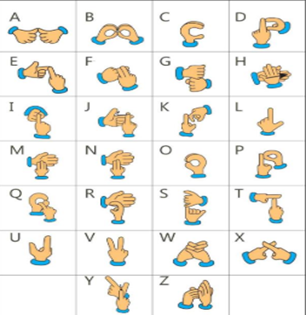 A B C D
E F G H
I J K L
M N O P
Q R S T
U V W X
Y Z